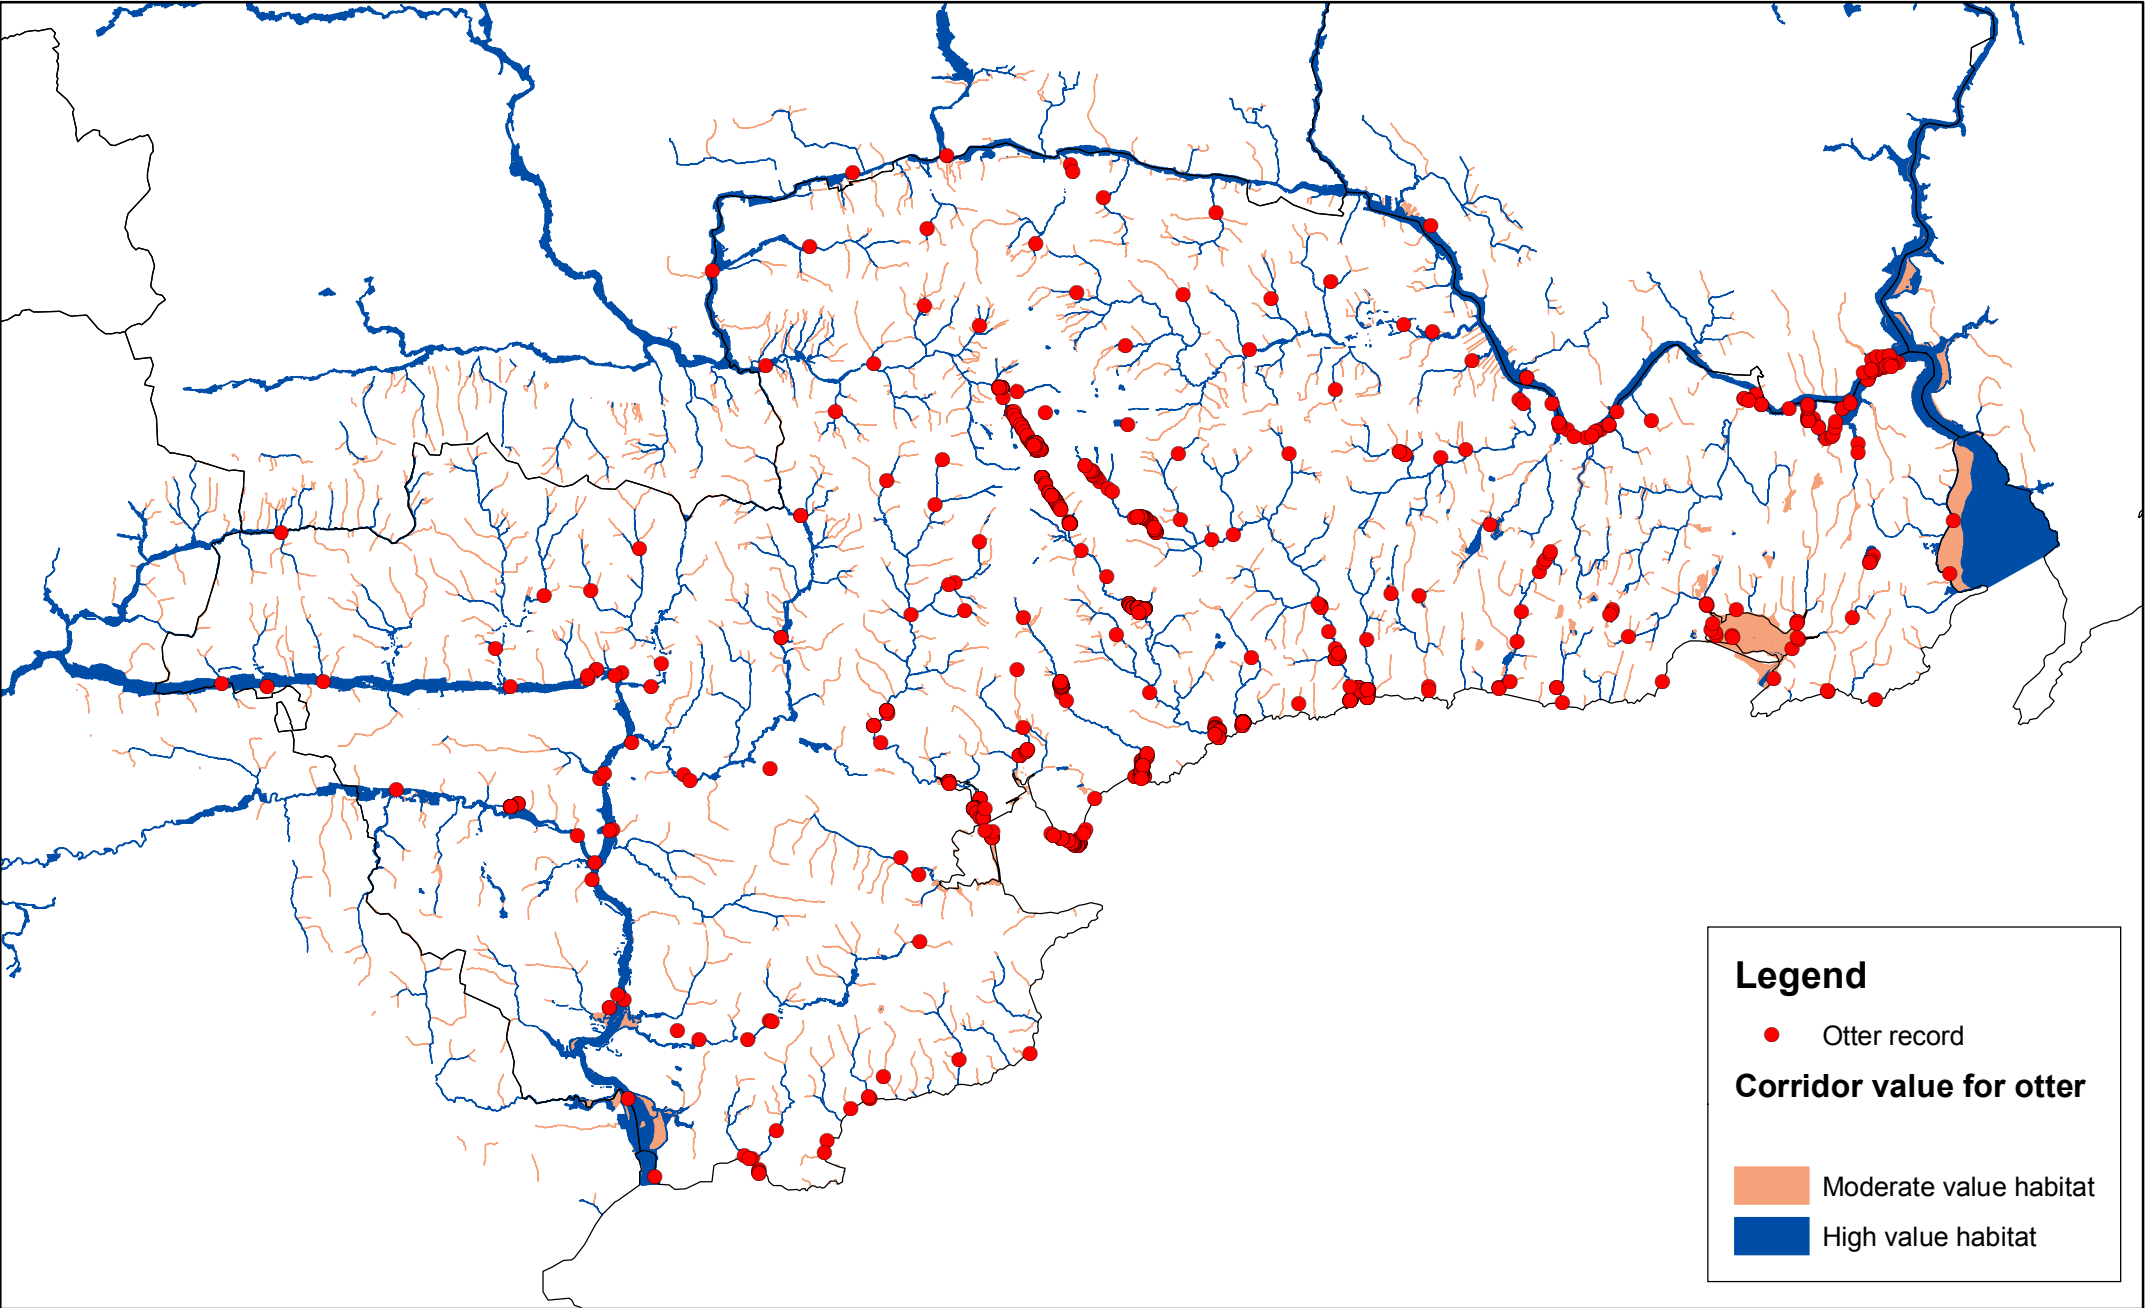 Legend
Otter record
Corridor value for otter
Moderate value habitat
High value habitat